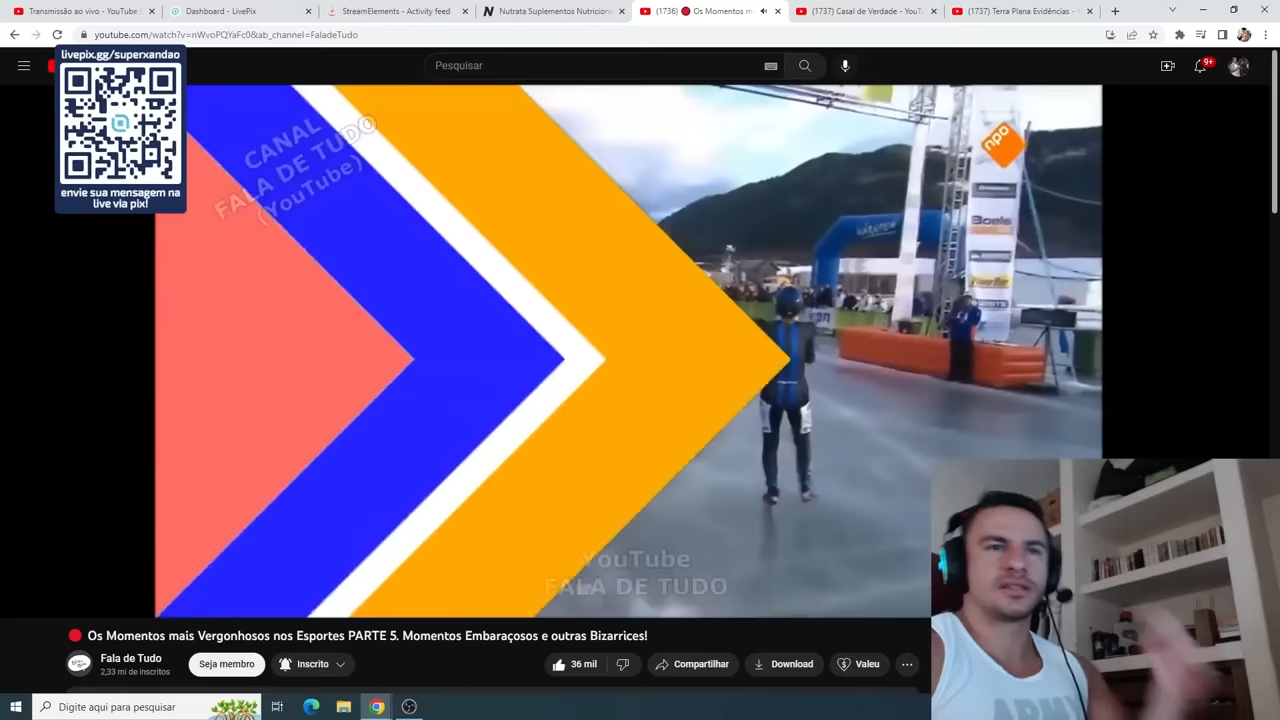 (1737) Transmissão ao vivo - YouTube S
Dashboard - LivePix
StreamElements - Activity feed
Nutrata Suplementos Nutricionai
(1736) Os Momentos m
(1737) Casal de Verdade - YouT
(1737) Terra Plana Evidências - Y
youtube.com/watch?v=nWvoPQYaFc0&ab_channel=FaladeTudo
livepix.gg/superxandao
Pesquisar
9+
envie sua mensagem na
live via pix!
CANAL
FALA DE TUDO
(YouTube)
npo
Boels
YouTube
FALA DE TUDO
Os Momentos mais Vergonhosos nos Esportes PARTE 5. Momentos Embaraçosos e outras Bizarrices!
Fala de Tudo
2,33 mi de inscritos
Seja membro
Inscrito
36 mil
Compartilhar
Download
Valeu
ARMY
Digite aqui para pesquisar